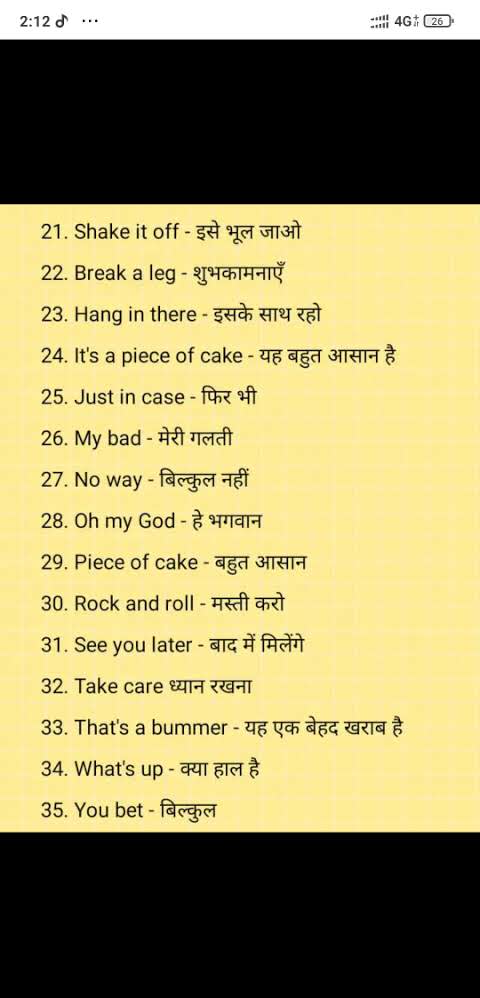 2:12 ... 4G 26
21. Shake it off - इसे भूल जाओ
22. Break a leg - शुभकामनाएँ
23. Hang in there - इसके साथ रहो
24. It's a piece of cake - यह बहुत आसान है
25. Just in case - फिर भी
26. My bad - मेरी गलती
27. No way - बिल्कुल नहीं
28. Oh my God - हे भगवान
29. Piece of cake - बहुत आसान
30. Rock and roll - मस्ती करो
31. See you later - बाद में मिलेंगे
32. Take care ध्यान रखना
33. That's a bummer - यह एक बेहद खराब है
34. What's up - क्या हाल है
35. You bet - बिल्कुल